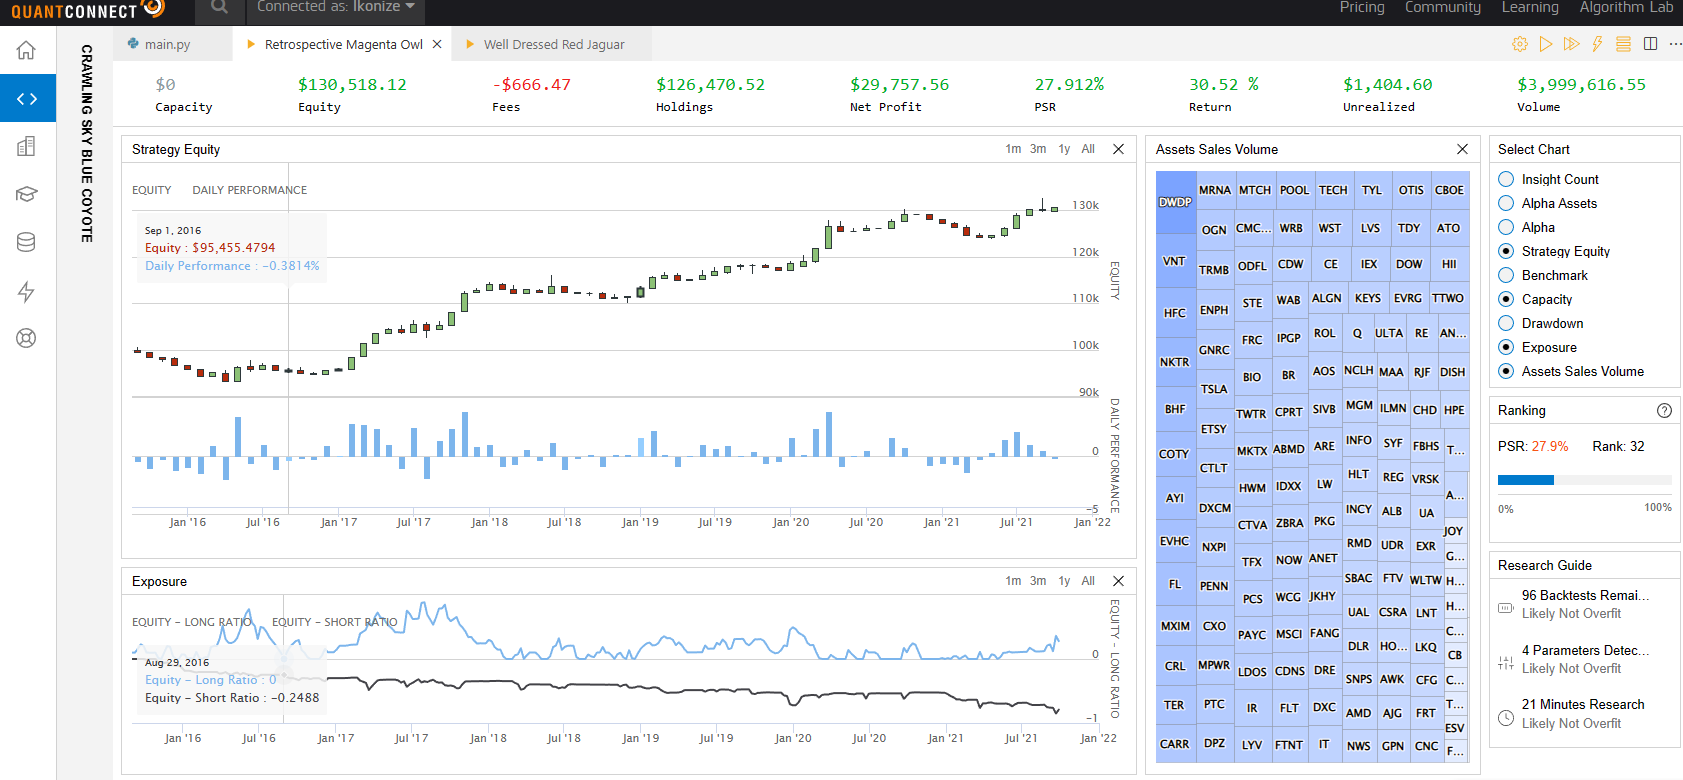 QUANTCONNECT
Connected as: Ikonize
Pricing Community Learning Algorithm Lab
CRAWLING SKY BLUE COYOTE
main.py
Retrospective Magenta Owl
Well Dressed Red Jaguar
$0 $130,518.12 -$666.47 $126,470.52 $29,757.56 27.912% 30.52 % $1,404.60 $3,999,616.55
Capacity Equity Fees Holdings Net Profit PSR Return Unrealized Volume
Strategy Equity
1m 3m 1y All
EQUITY DAILY PERFORMANCE
Sep 1, 2016
Equity : $95,455.4794
Daily Performance : -0.3814%
130k
120k
110k
100k
90k
0
-5
EQUITY
DAILY PERFORMANCE
Jan '16 Jul '16 Jan '17 Jul '17 Jan '18 Jul '18 Jan '19 Jul '19 Jan '20 Jul '20 Jan '21 Jul '21 Jan '22
Exposure
1m 3m 1y All
EQUITY - LONG RATIO EQUITY - SHORT RATIO
Aug 29, 2016
Equity - Long Ratio : 0
Equity - Short Ratio : -0.2488
0
-1
EQUITY - LONG RATIO
Jan '16 Jul '16 Jan '17 Jul '17 Jan '18 Jul '18 Jan '19 Jul '19 Jan '20 Jul '20 Jan '21 Jul '21 Jan '22
Assets Sales Volume
DWDP
VNT
HFC
NKTR
BHF
COTY
AYI
EVHC
FL
MXIM
CRL
TER
CARR
MRNA MTCH POOL TECH TYL OTIS CBOE
OGN
TRMB
ENPH
GNRC
TSLA
ETSY
CTLT
DXCM
NXPI
PENN
CXO
MPWR
PTC
DPZ
CMC... WRB WST LVS TDY ATO
ODFL CDW CE IEX DOW HII
STE
FRC
BIO
TWTR
MKTX
HWM
CTVA
TFX
PCS
PAYC
LDOS
IR
LYV
WAB
IPGP
BR
CPRT
ABMD
IDXX
ZBRA
NOW
WCG
MSCI
CDNS
FLT
FTNT
ALGN KEYS EVRG TTWO
ROL Q ULTA RE AN...
AOS
SIVB
ARE
LW
PKG
ANET
JKHY
FANG
DRE
DXC
IT
NCLH MAA RJF DISH
MGM
INFO
HLT
INCY
RMD
SBAC
UAL
DLR
SNPS
AMD
NWS
ILMN CHD HPE
SYF
REG
ALB
UDR
FTV
CSRA
HO...
AWK
AJG
GPN
FBHS
VRSK
UA
EXR
WLTW
LNT
LKQ
CFG
FRT
CNC
T...
A...
JOY
G...
H...
H...
C...
CB
C...
T...
ESV
F...
Select Chart
Insight Count
Alpha Assets
Alpha
Strategy Equity
Benchmark
Capacity
Drawdown
Exposure
Assets Sales Volume
Ranking
PSR: 27.9% Rank: 32
0% 100%
Research Guide
96 Backtests Remai...
Likely Not Overfit
4 Parameters Detec...
Likely Not Overfit
21 Minutes Research
Likely Not Overfit